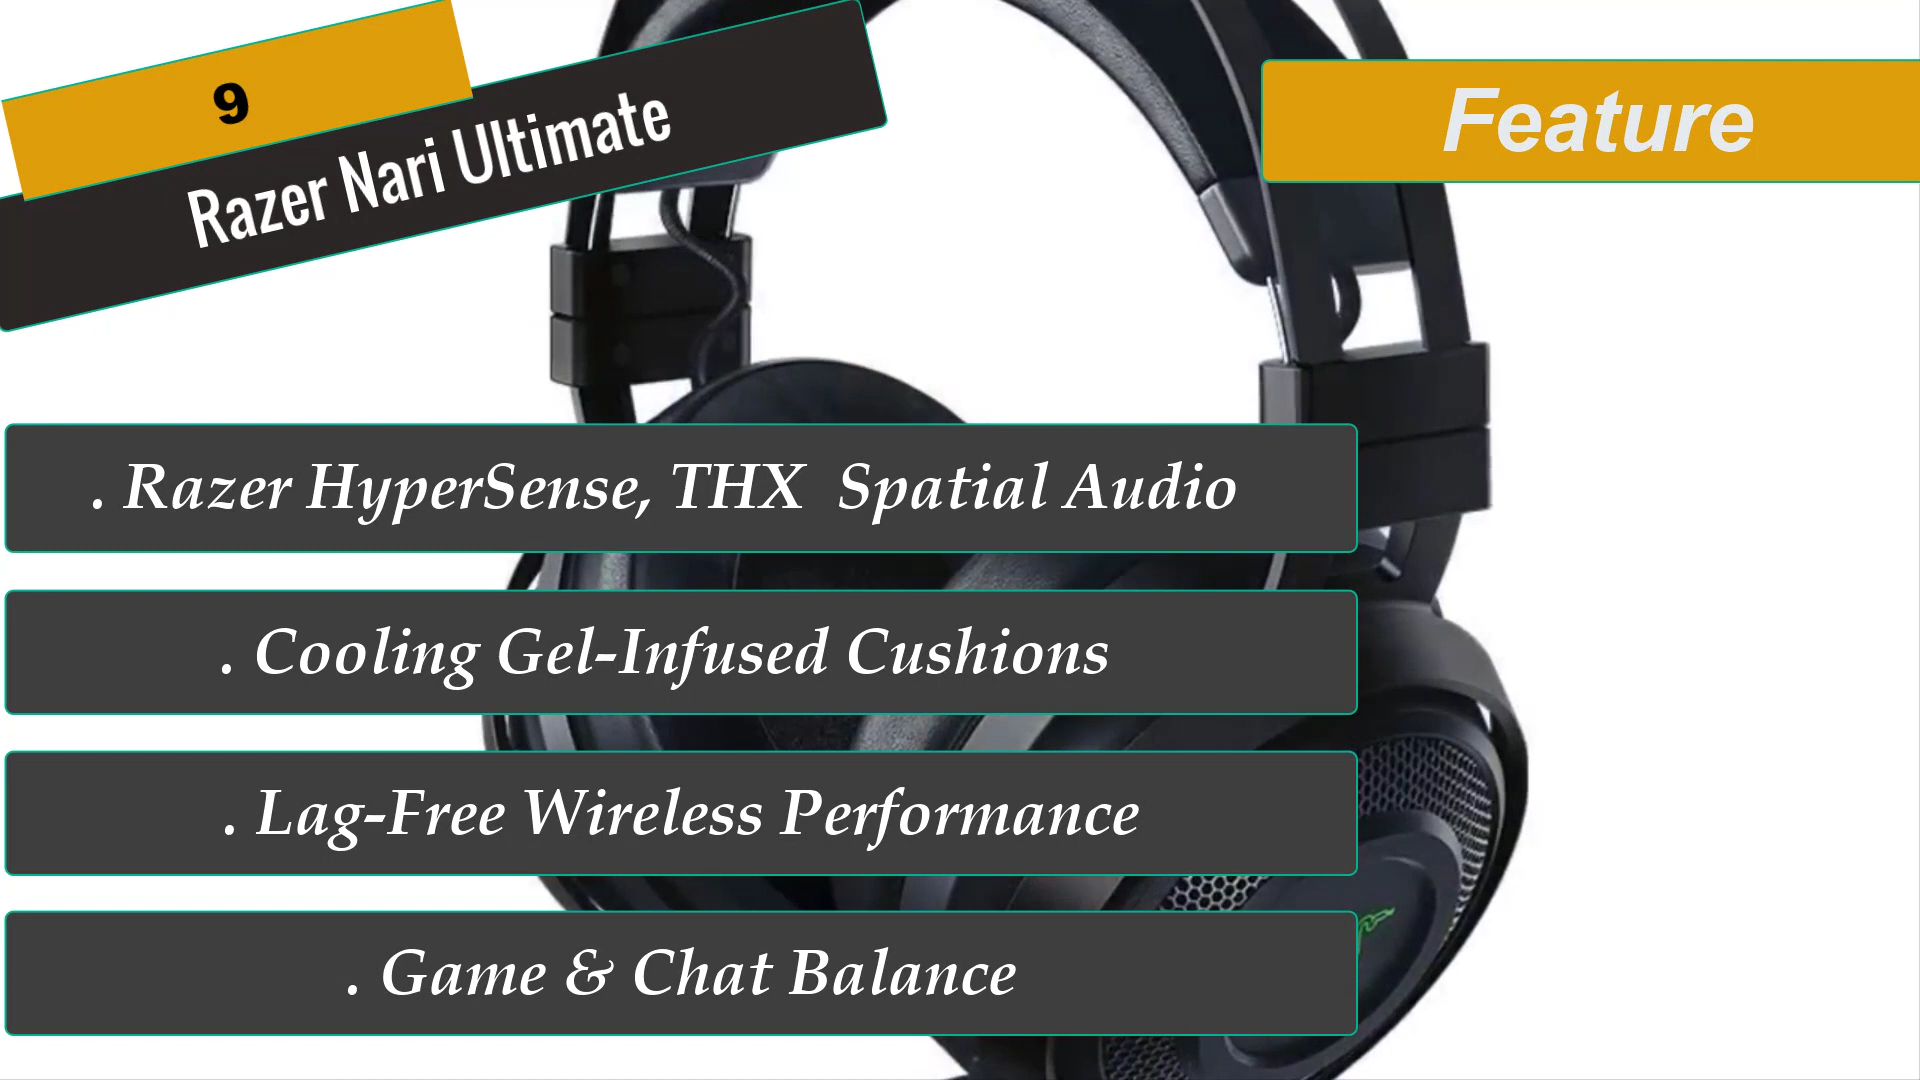 9
Razer Nari Ultimate
Feature
. Razer HyperSense, THX  Spatial Audio
. Cooling Gel-Infused Cushions
. Lag-Free Wireless Performance
. Game & Chat Balance